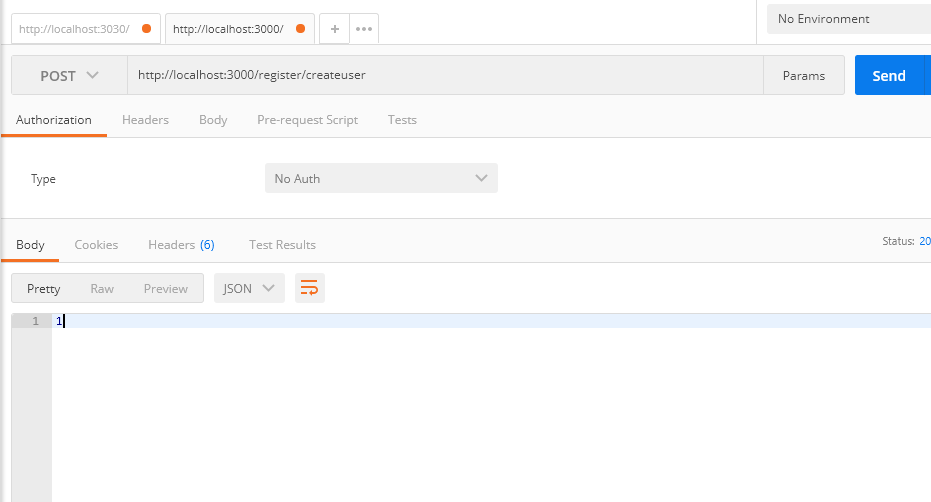 http://localhost:3030/ http://localhost:3000/ + ••• No Environment
POST http://localhost:3000/register/createuser Params Send
Authorization Headers Body Pre-request Script Tests
Type No Auth
Body Cookies Headers (6) Test Results Status: 20
Pretty Raw Preview JSON
1 1